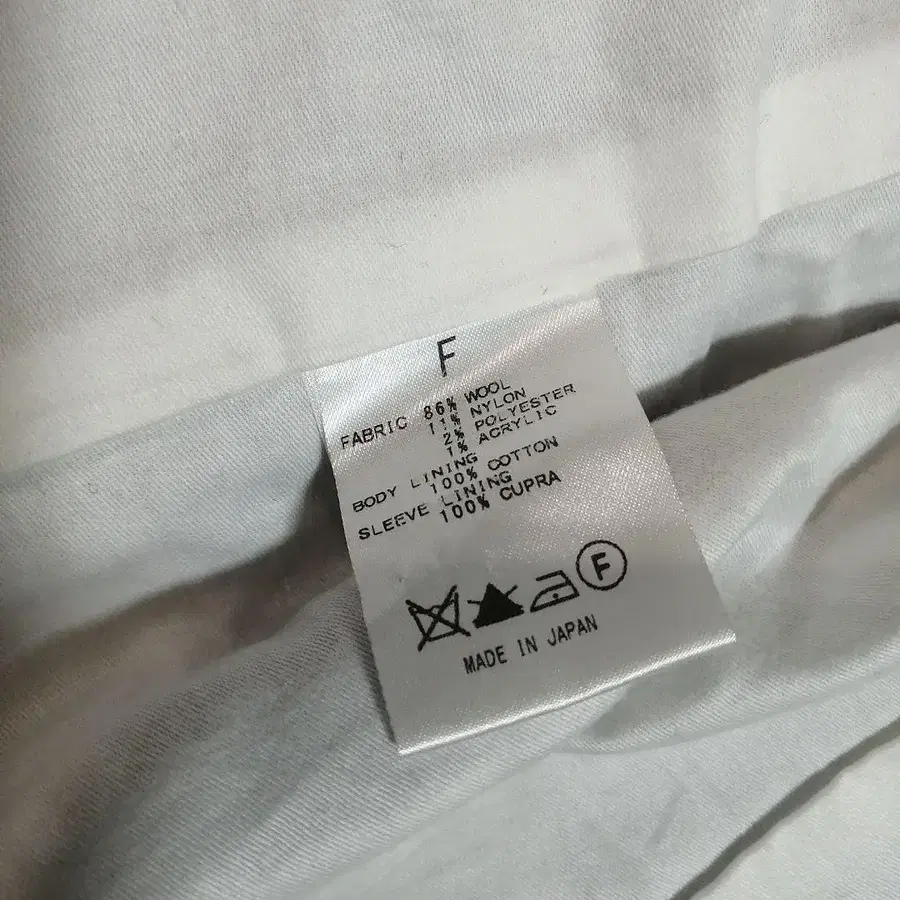 F
FABRIC 86% WOOL
11% NYLON
2% POLYESTER
1% ACRYLIC
BODY LINING
100% COTTON
SLEEVE LINING
100% CUPRA
F
MADE IN JAPAN